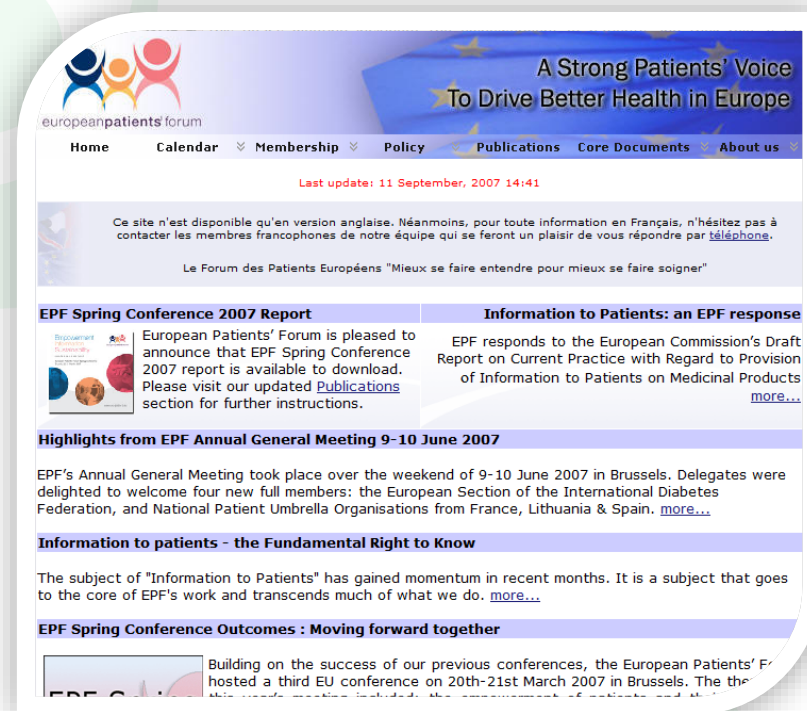 A Strong Patients' Voice
To Drive Better Health in Europe
europeanpatients'forum
Home Calendar Membership Policy Publications Core Documents About us
Last update: 11 September, 2007 14:41
Ce site n'est disponible qu'en version anglaise. Néanmoins, pour toute information en Français, n'hésitez pas à
contacter les membres francophones de notre équipe qui se feront un plaisir de vous répondre par téléphone.
Le Forum des Patients Européens "Mieux se faire entendre pour mieux se faire soigner"
EPF Spring Conference 2007 Report
European Patients' Forum is pleased to
announce that EPF Spring Conference
2007 report is available to download.
Please visit our updated Publications
section for further instructions.
Information to Patients: an EPF response
EPF responds to the European Commission's Draft
Report on Current Practice with Regard to Provision
of Information to Patients on Medicinal Products
more...
Highlights from EPF Annual General Meeting 9-10 June 2007
EPF's Annual General Meeting took place over the weekend of 9-10 June 2007 in Brussels. Delegates were
delighted to welcome four new full members: the European Section of the International Diabetes
Federation, and National Patient Umbrella Organisations from France, Lithuania & Spain. more...
Information to patients - the Fundamental Right to Know
The subject of "Information to Patients" has gained momentum in recent months. It is a subject that goes
to the core of EPF's work and transcends much of what we do. more...
EPF Spring Conference Outcomes : Moving forward together
Building on the success of our previous conferences, the European Patients'
hosted a third EU conference on 20th-21st March 2007 in Brussels. The
this year's meeting included: the empowerment of patients and